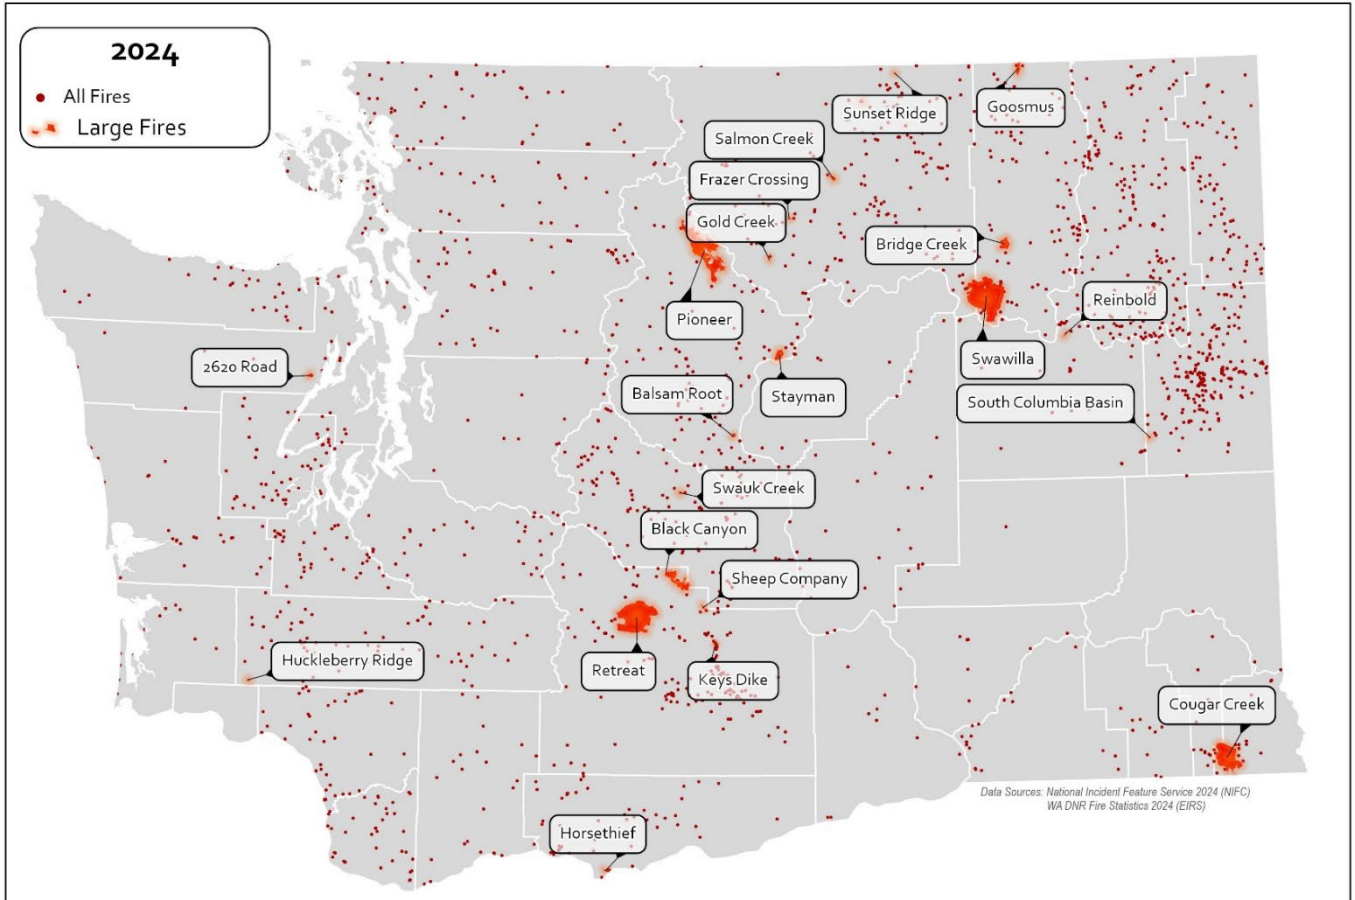 2024
All Fires
Large Fires
Sunset Ridge
Goosmus
Salmon Creek
Frazer Crossing
Gold Creek
Bridge Creek
Pioneer
Reinbold
2620 Road
Swawilla
Balsam Root
Stayman
South Columbia Basin
Swauk Creek
Black Canyon
Sheep Company
Huckleberry Ridge
Retreat
Keys Dike
Cougar Creek
Data Sources: National Incident Feature Service 2024 (NIFC)
WA DNR Fire Statistics 2024 (EIRS)
Horsethief